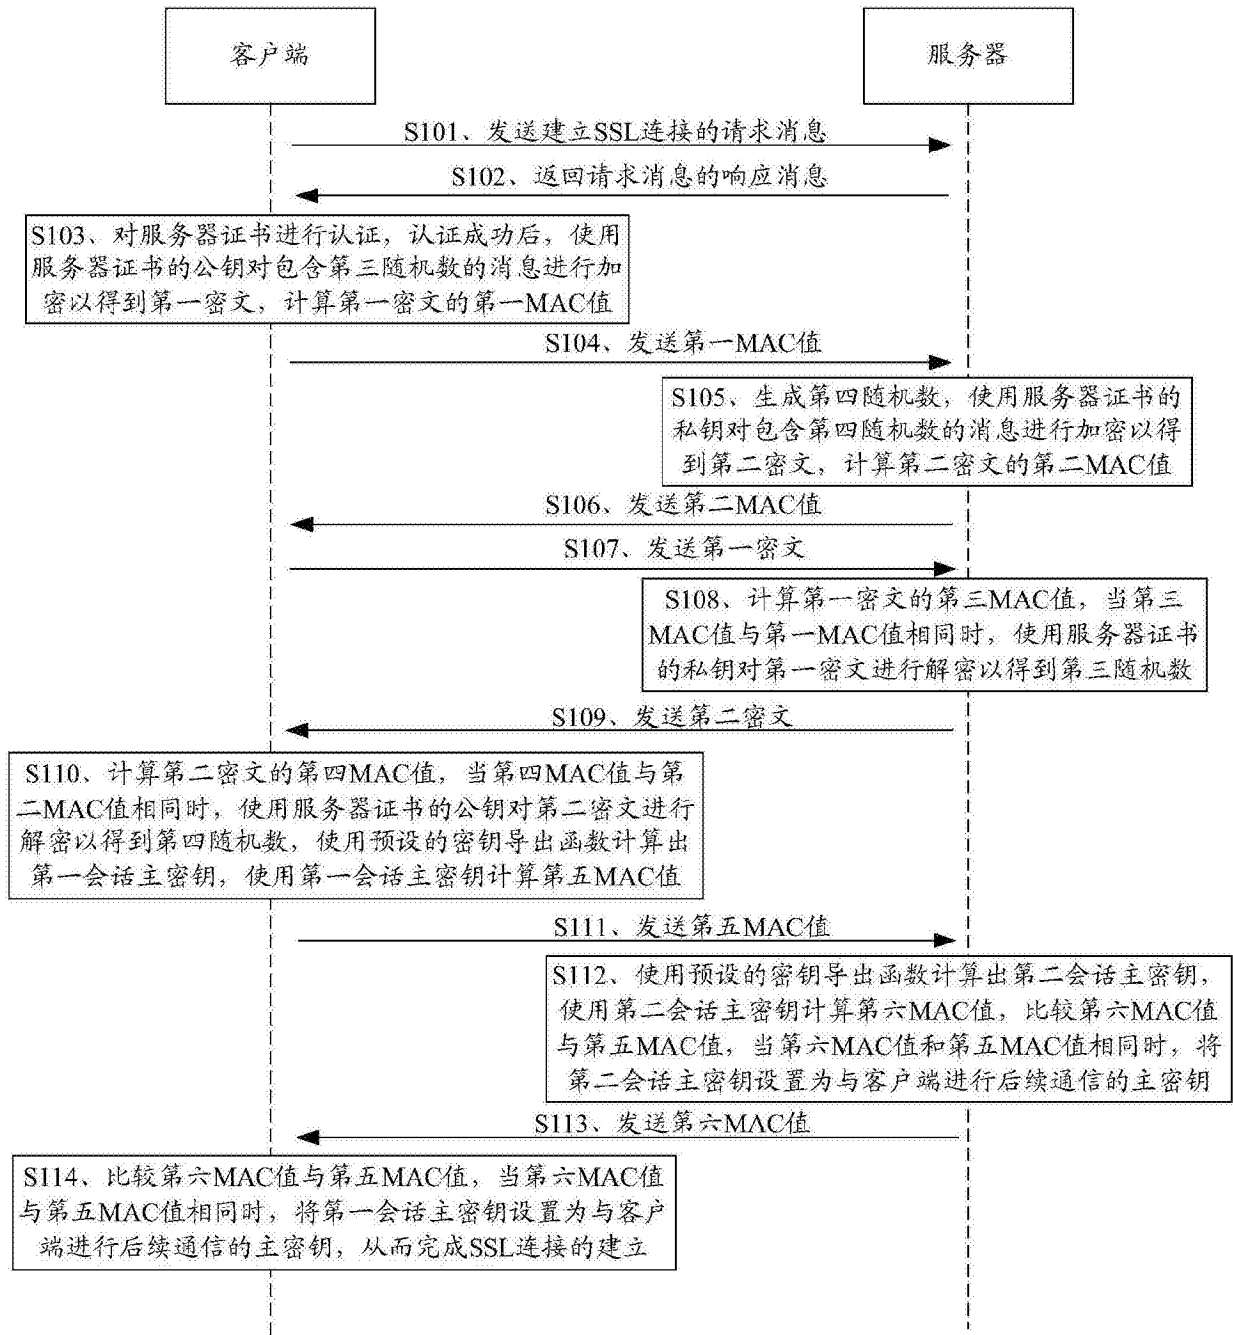 客户端
服务器
S101、发送建立SSL连接的请求消息
S102、返回请求消息的响应消息
S103、对服务器证书进行认证，认证成功后，使用
服务器证书的公钥对包含第三随机数的消息进行加
密以得到第一密文，计算第一密文的第一MAC值
S104、发送第一MAC值
S105、生成第四随机数，使用服务器证书的
私钥对包含第四随机数的消息进行加密以得
到第二密文，计算第二密文的第二MAC值
S106、发送第二MAC值
S107、发送第一密文
S108、计算第一密文的第三MAC值，当第三
MAC值与第一MAC值相同时，使用服务器证书
的私钥对第一密文进行解密以得到第三随机数
S109、发送第二密文
S110、计算第二密文的第四MAC值，当第四MAC值与第
二MAC值相同时，使用服务器证书的公钥对第二密文进行
解密以得到第四随机数，使用预设的密钥导出函数计算出
第一会话主密钥，使用第一会话主密钥计算第五MAC值
S111、发送第五MAC值
S112、使用预设的密钥导出函数计算出第二会话主密钥，
使用第二会话主密钥计算第六MAC值，比较第六MAC值
与第五MAC值，当第六MAC值和第五MAC值相同时，将
第二会话主密钥设置为与客户端进行后续通信的主密钥
S113、发送第六MAC值
S114、比较第六MAC值与第五MAC值，当第六MAC值
与第五MAC值相同时，将第一会话主密钥设置为与客户
端进行后续通信的主密钥，从而完成SSL连接的建立